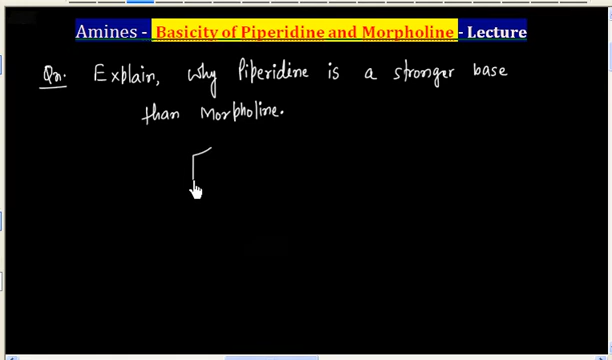 Amines - Basicity of Piperidine and Morpholine - Lecture
Qn. Explain, why Piperidine is a stronger base
than Morpholine.